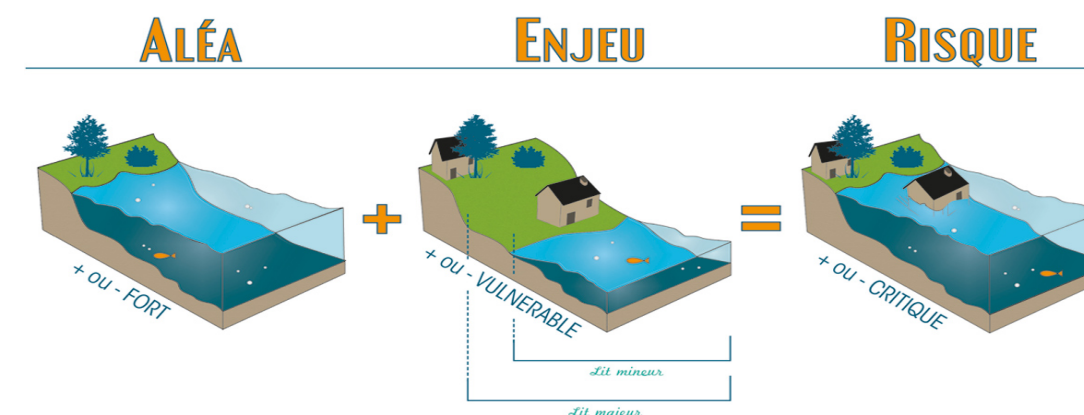 ALÉA
ENJEU
RISQUE
+
=
+ ou - FORT
+ ou - VULNERABLE
+ ou - CRITIQUE
Lit mineur
Lit majeur